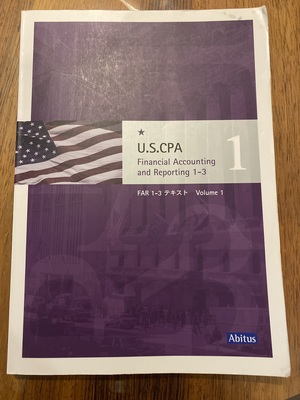 ★
U.S.CPA
Financial Accounting
and Reporting 1–3
1
FAR 1–3 テキスト Volume 1
Abitus